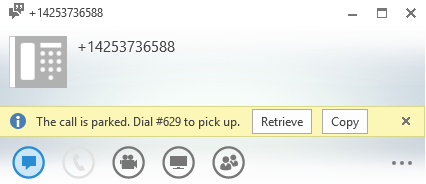 +14253736588
+14253736588
The call is parked. Dial #629 to pick up. Retrieve Copy